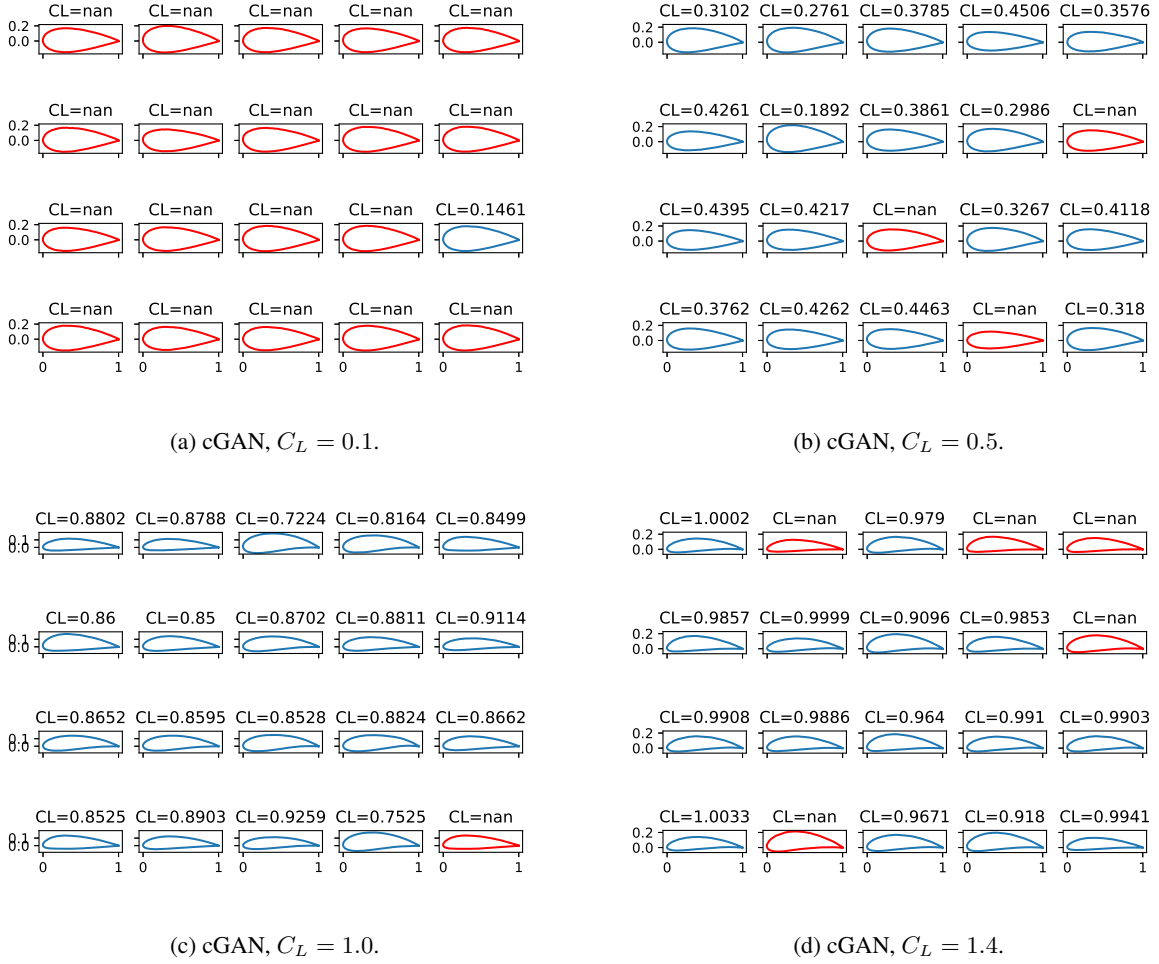 CL=nan CL=nan CL=nan CL=nan CL=nan
0.2
0.0
CL=nan CL=nan CL=nan CL=nan CL=nan
0.2
0.0
CL=nan CL=nan CL=nan CL=nan CL=0.1461
0.2
0.0
CL=nan CL=nan CL=nan CL=nan CL=nan
0.2
0.0
0 1 0 1 0 1 0 1 0 1
(a) cGAN, C_L = 0.1.
CL=0.3102 CL=0.2761 CL=0.3785 CL=0.4506 CL=0.3576
0.2
0.0
CL=0.4261 CL=0.1892 CL=0.3861 CL=0.2986 CL=nan
0.2
0.0
CL=0.4395 CL=0.4217 CL=nan CL=0.3267 CL=0.4118
0.2
0.0
CL=0.3762 CL=0.4262 CL=0.4463 CL=nan CL=0.318
0.2
0.0
0 1 0 1 0 1 0 1 0 1
(b) cGAN, C_L = 0.5.
CL=0.8802 CL=0.8788 CL=0.7224 CL=0.8164 CL=0.8499
0.1
0.0
CL=0.86 CL=0.85 CL=0.8702 CL=0.8811 CL=0.9114
0.1
0.0
CL=0.8652 CL=0.8595 CL=0.8528 CL=0.8824 CL=0.8662
0.1
0.0
CL=0.8525 CL=0.8903 CL=0.9259 CL=0.7525 CL=nan
0.1
0.0
0 1 0 1 0 1 0 1 0 1
(c) cGAN, C_L = 1.0.
CL=1.0002 CL=nan CL=0.979 CL=nan CL=nan
0.2
0.0
CL=0.9857 CL=0.9999 CL=0.9096 CL=0.9853 CL=nan
0.2
0.0
CL=0.9908 CL=0.9886 CL=0.964 CL=0.991 CL=0.9903
0.2
0.0
CL=1.0033 CL=nan CL=0.9671 CL=0.918 CL=0.9941
0.2
0.0
0 1 0 1 0 1 0 1 0 1
(d) cGAN, C_L = 1.4.